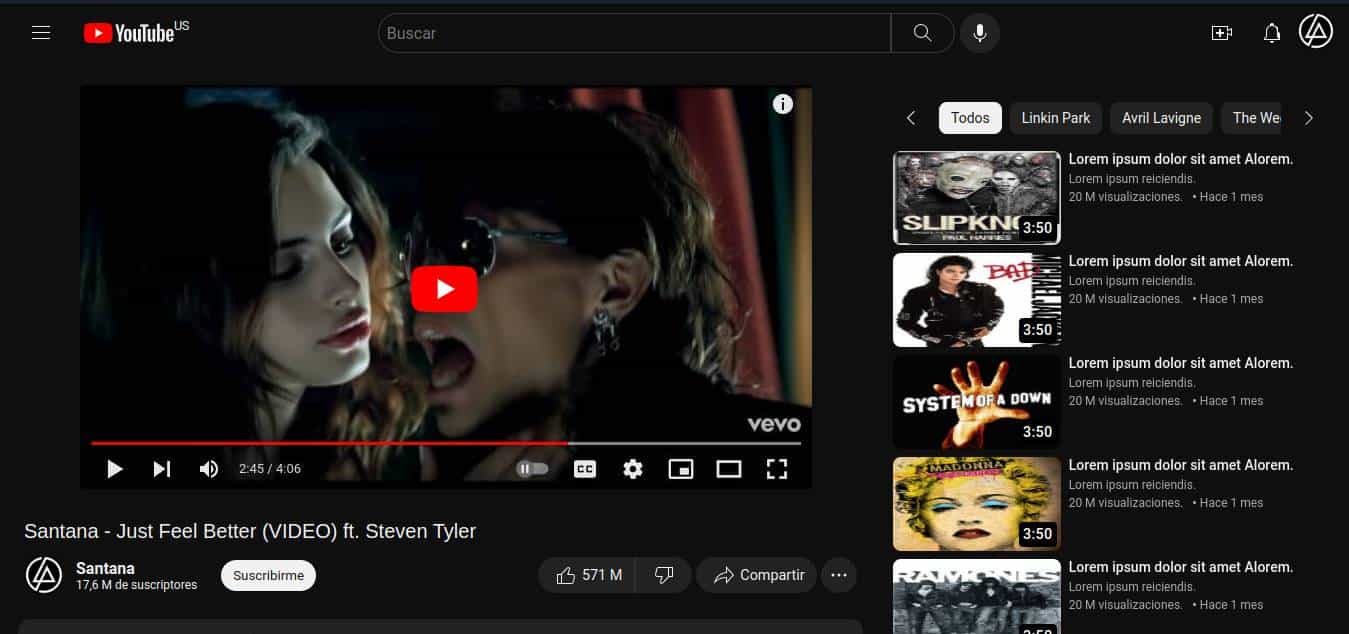 YouTube US
Buscar
vevo
2:45 / 4:06
CC
Santana - Just Feel Better (VIDEO) ft. Steven Tyler
Santana
17,6 M de suscriptores
Suscribirme
571 M
Compartir
Todos
Linkin Park
Avril Lavigne
The We
SLIPKN
PAUL HARRIES
3:50
Lorem ipsum dolor sit amet Alorem.
Lorem ipsum reiciendis.
20 M visualizaciones. • Hace 1 mes
BAD
3:50
Lorem ipsum dolor sit amet Alorem.
Lorem ipsum reiciendis.
20 M visualizaciones. • Hace 1 mes
SYSTEM OF A DOWN
3:50
Lorem ipsum dolor sit amet Alorem.
Lorem ipsum reiciendis.
20 M visualizaciones. • Hace 1 mes
MADONNA
3:50
Lorem ipsum dolor sit amet Alorem.
Lorem ipsum reiciendis.
20 M visualizaciones. • Hace 1 mes
RAMONES
3:50
Lorem ipsum dolor sit amet Alorem.
Lorem ipsum reiciendis.
20 M visualizaciones. • Hace 1 mes